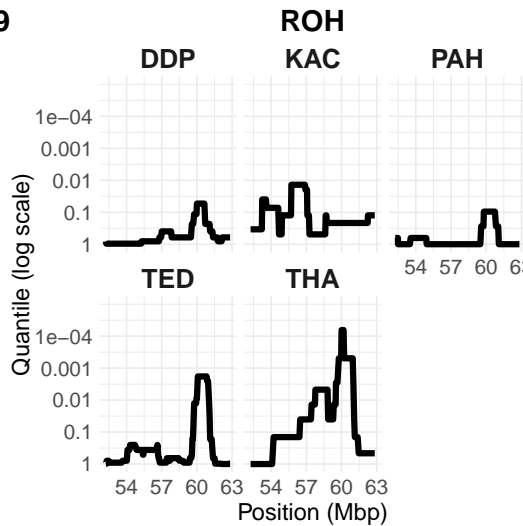 9
ROH
DDP KAC PAH
1e−04
0.001
0.01
0.1
1
54 57 60 63
TED THA
1e−04
0.001
0.01
0.1
1
54 57 60 63 54 57 60 63
Position (Mbp)
Quantile (log scale)